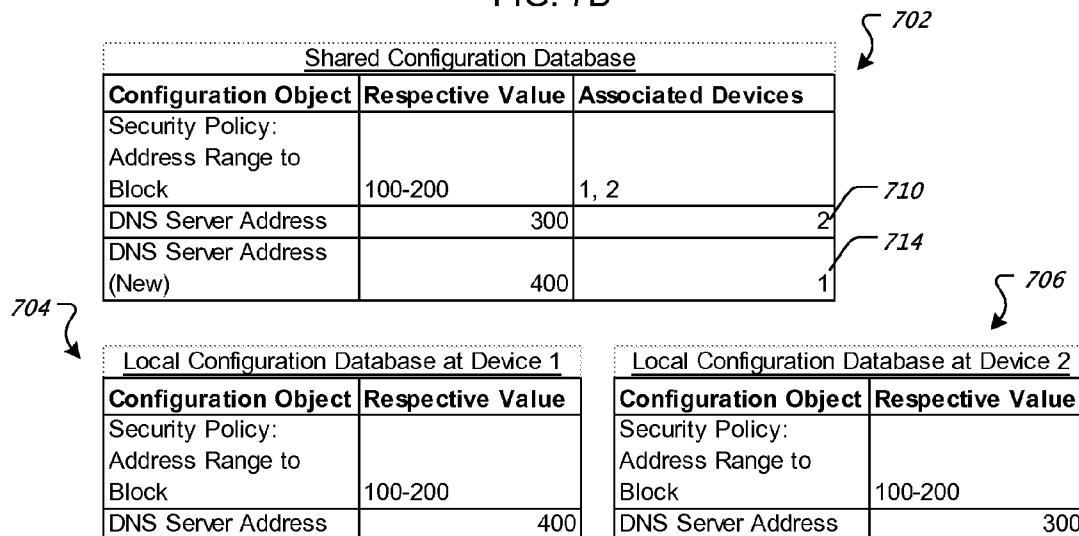 FIG. 7B
702
Shared Configuration Database
Configuration Object Respective Value Associated Devices
Security Policy:
Address Range to
Block 100-200 1, 2
710
DNS Server Address 300 2
714
DNS Server Address
(New) 400 1
704
706
Local Configuration Database at Device 1
Configuration Object Respective Value
Security Policy:
Address Range to
Block 100-200
DNS Server Address 400
Local Configuration Database at Device 2
Configuration Object Respective Value
Security Policy:
Address Range to
Block 100-200
DNS Server Address 300